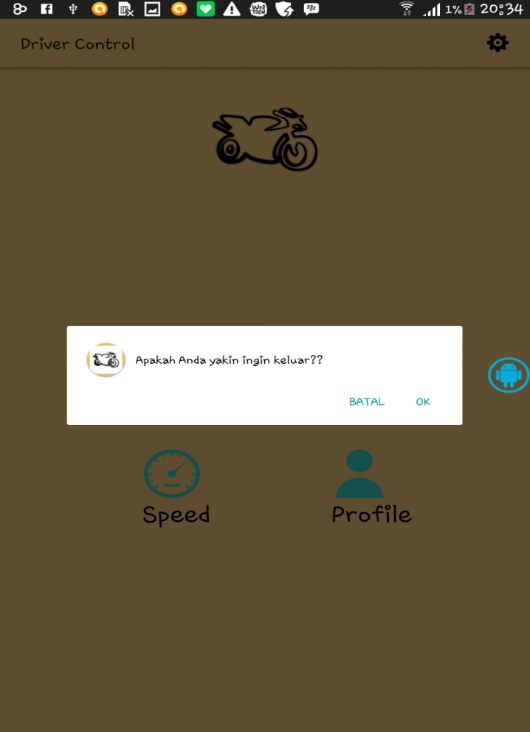 1% 20:34
Driver Control
Apakah Anda yakin ingin keluar??
BATAL OK
Speed Profile